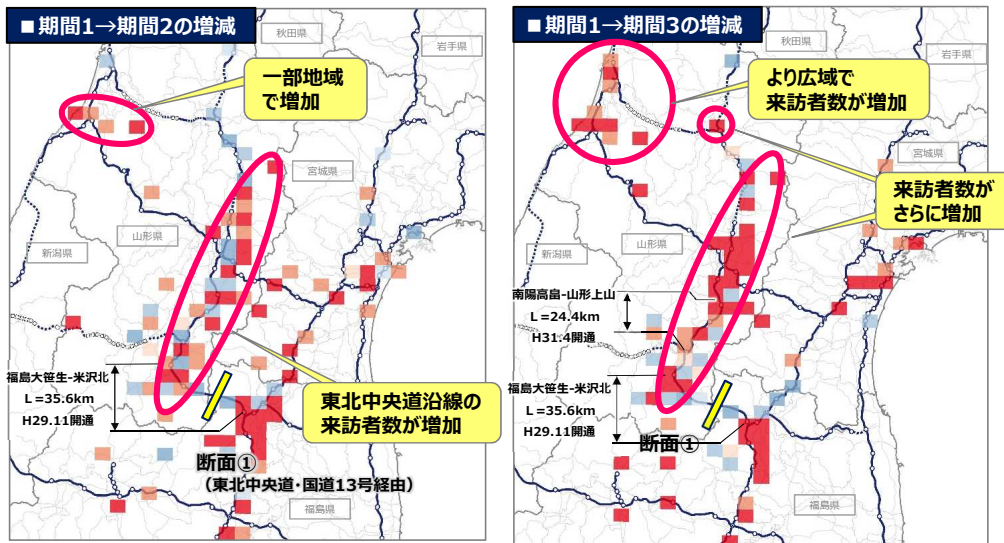 ■期間1→期間2の増減
秋田県
岩手県
一部地域
で増加
宮城県
山形県
新潟県
福島大笹生-米沢北
L=35.6km
H29.11開通
東北中央道沿線の
来訪者数が増加
断面①
（東北中央道・国道13号経由）
福島県
■期間1→期間3の増減
秋田県
岩手県
より広域で
来訪者数が増加
宮城県
来訪者数が
さらに増加
山形県
新潟県
南陽高畠-山形上山
L=24.4km
H31.4開通
福島大笹生-米沢北
L=35.6km
H29.11開通
断面①
福島県